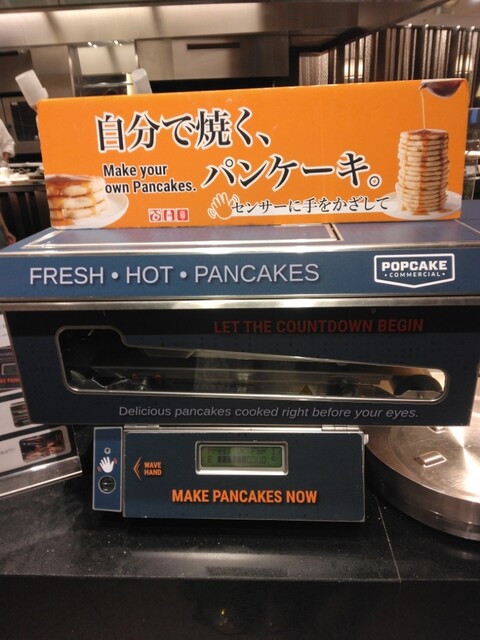 自分で焼く、
Make your
own Pancakes.
パンケーキ。
センサーに手をかざして
FRESH • HOT • PANCAKES
POPCAKE
• COMMERCIAL •
LET THE COUNTDOWN BEGIN
Delicious pancakes cooked right before your eyes.
WAVE
HAND
MAKE PANCAKES NOW